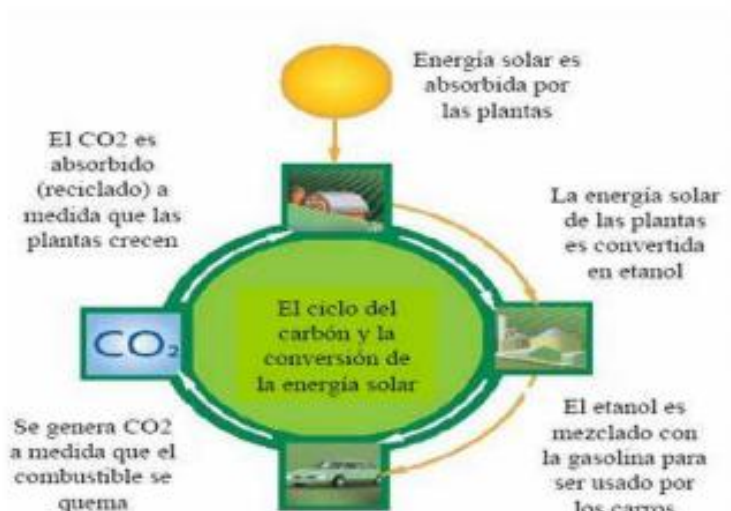 Energía solar es
absorbida por
las plantas
El CO2 es
absorbido
(reciclado) a
medida que las
plantas crecen
La energía solar
de las plantas
es convertida
en etanol
El ciclo del
carbón y la
conversión de
la energía solar
CO₂
Se genera CO2
a medida que el
combustible se
quema
El etanol es
mezclado con
la gasolina para
ser usado por
los carros